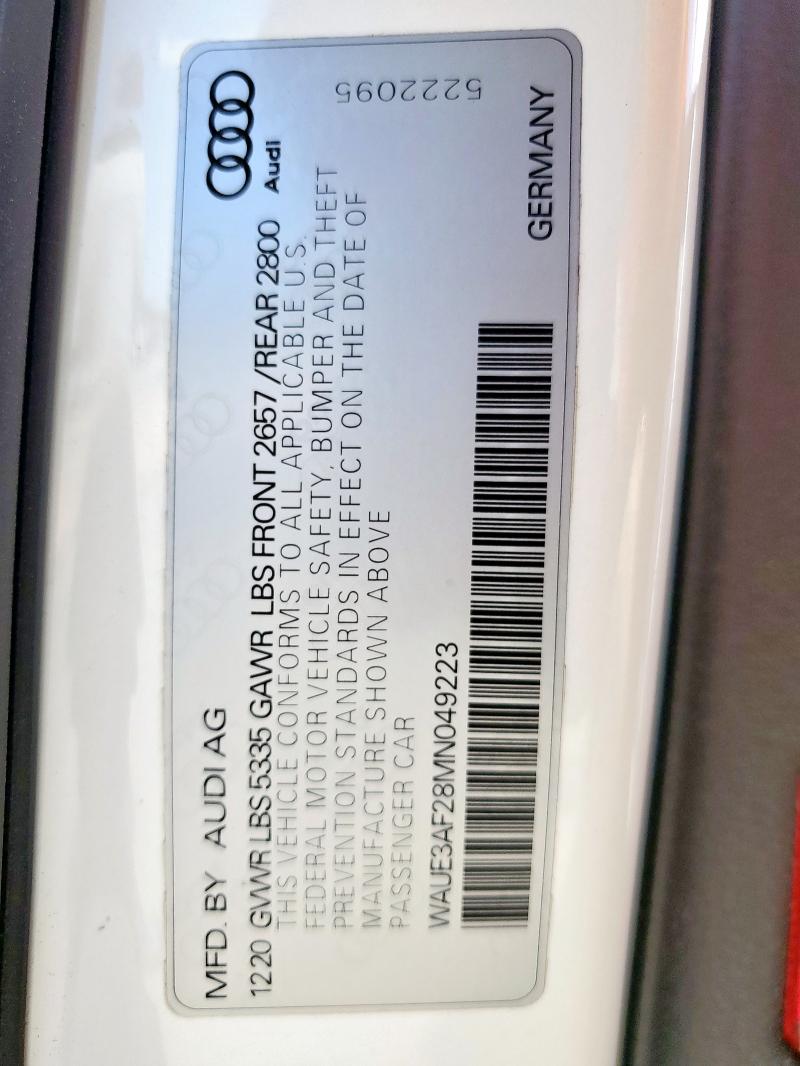 MFD. BY AUDI AG
Audi
1220 GVWR LBS 5335 GAWR LBS FRONT 2657 /REAR 2800
THIS VEHICLE CONFORMS TO ALL APPLICABLE U.S.
FEDERAL MOTOR VEHICLE SAFETY, BUMPER AND THEFT
PREVENTION STANDARDS IN EFFECT ON THE DATE OF
MANUFACTURE SHOWN ABOVE
PASSENGER CAR
5222095
WAUE3AF28MN049223
GERMANY